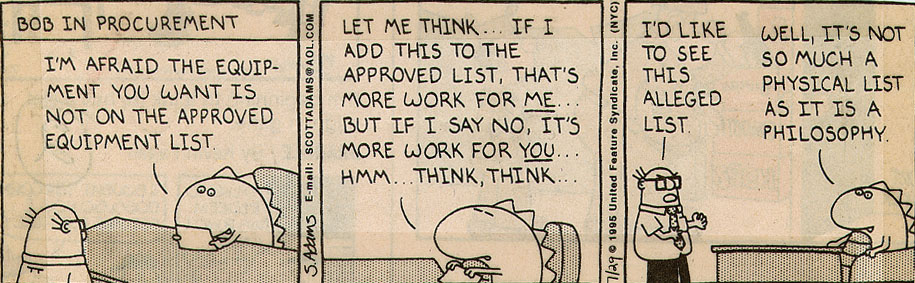 BOB IN PROCUREMENT
I'M AFRAID THE EQUIP-
MENT YOU WANT IS
NOT ON THE APPROVED
EQUIPMENT LIST.
S.Adams E-mail: SCOTTADAMS@AOL.COM
LET ME THINK... IF I
ADD THIS TO THE
APPROVED LIST, THAT'S
MORE WORK FOR ME...
BUT IF I SAY NO, IT'S
MORE WORK FOR YOU...
HMM... THINK, THINK...
7/29 © 1995 United Feature Syndicate, Inc. (NYC)
I'D LIKE
TO SEE
THIS
ALLEGED
LIST.
WELL, IT'S NOT
SO MUCH A
PHYSICAL LIST
AS IT IS A
PHILOSOPHY.